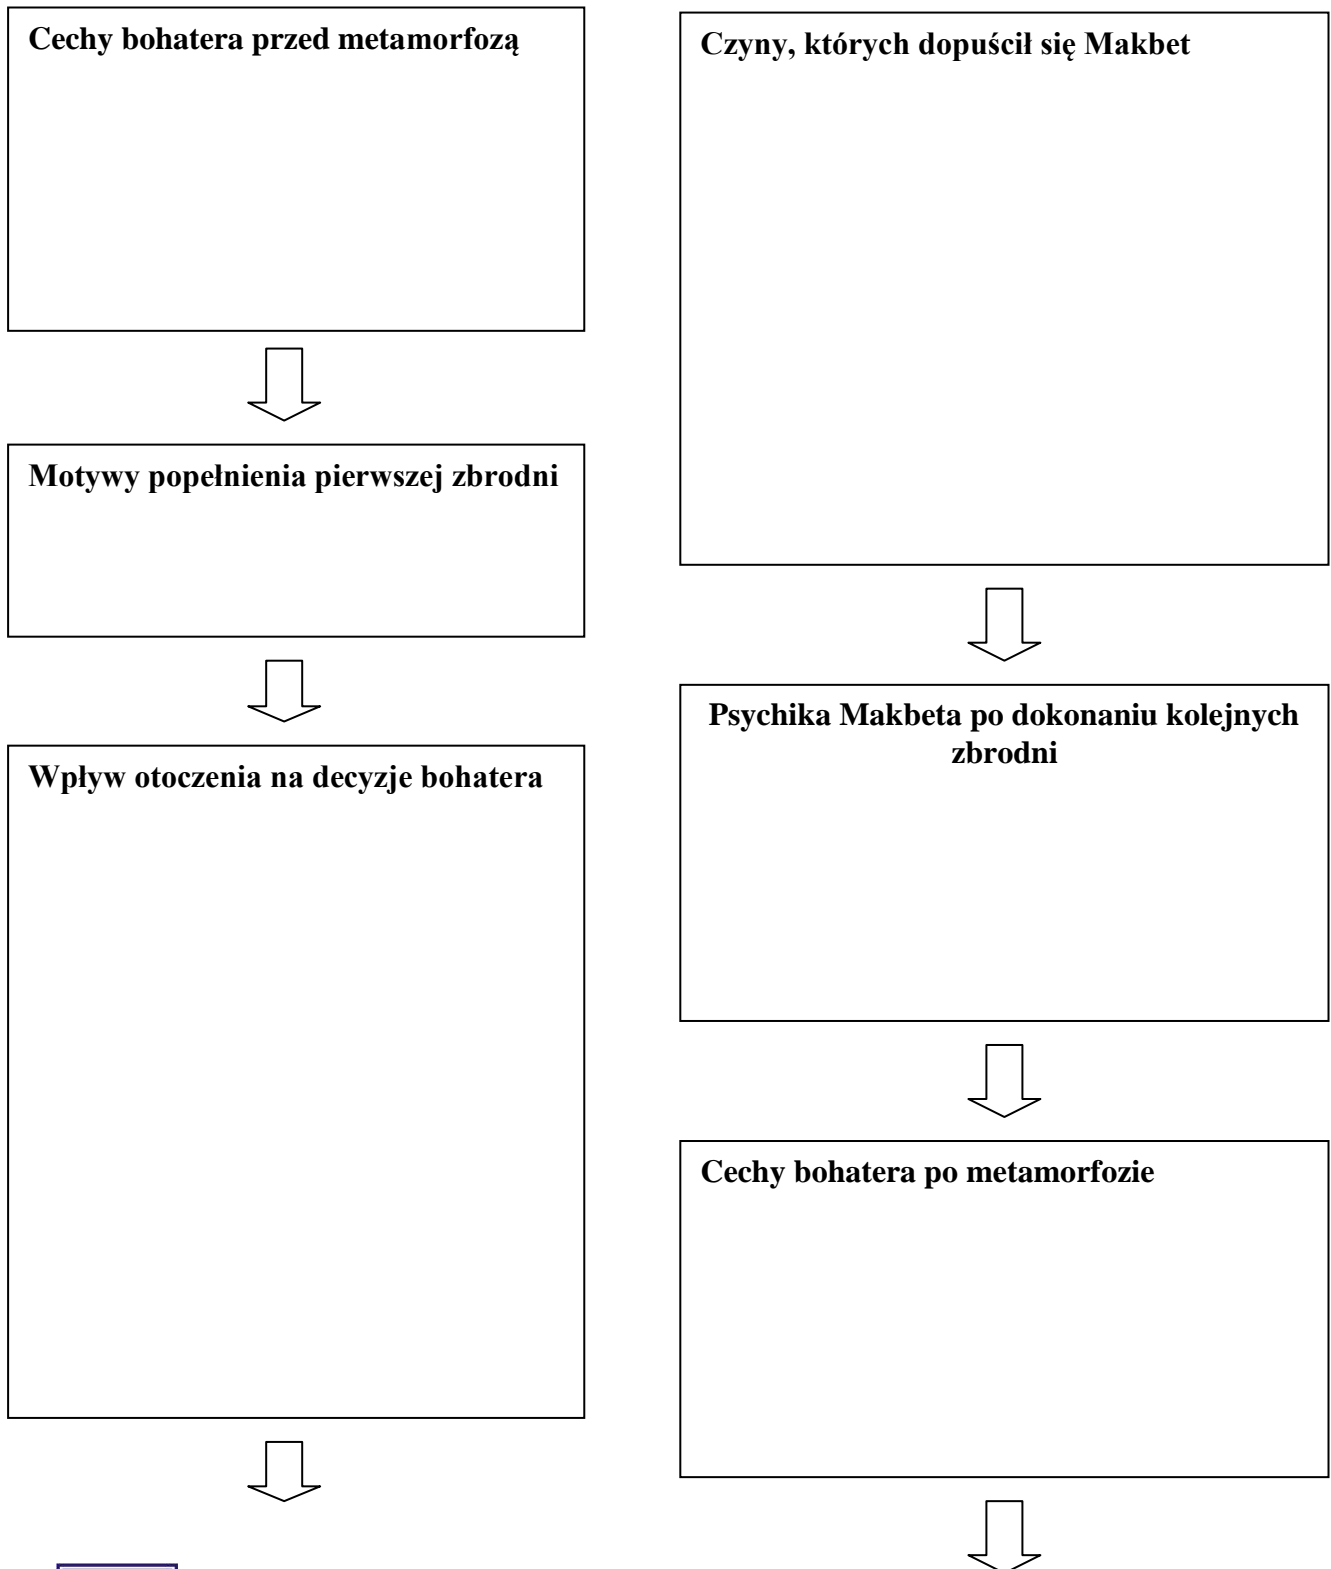 Cechy bohatera przed metamorfozą
Motywy popełnienia pierwszej zbrodni
Wpływ otoczenia na decyzje bohatera
Czyny, których dopuścił się Makbet
Psychika Makbeta po dokonaniu kolejnych
zbrodni
Cechy bohatera po metamorfozie